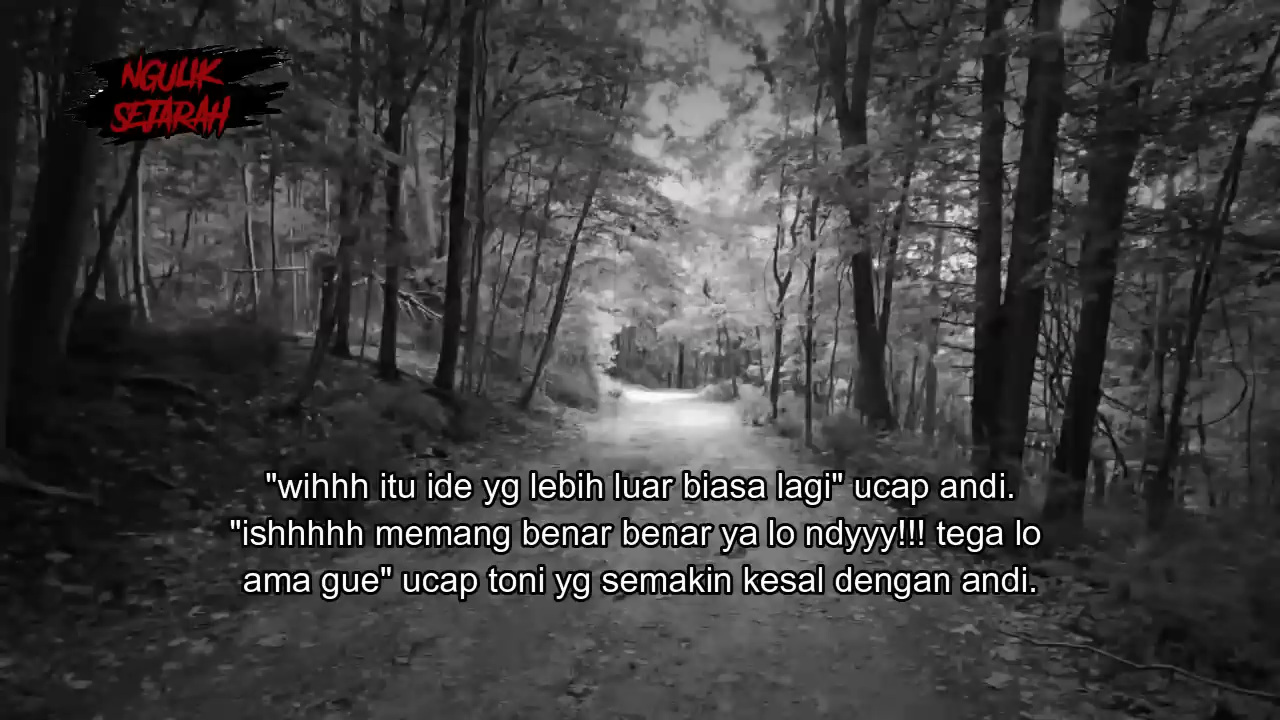 NGULIK
SEJARAH
"wihhh itu ide yg lebih luar biasa lagi" ucap andi.
"ishhhhh memang benar benar ya lo ndyyy!!! tega lo
ama gue" ucap toni yg semakin kesal dengan andi.